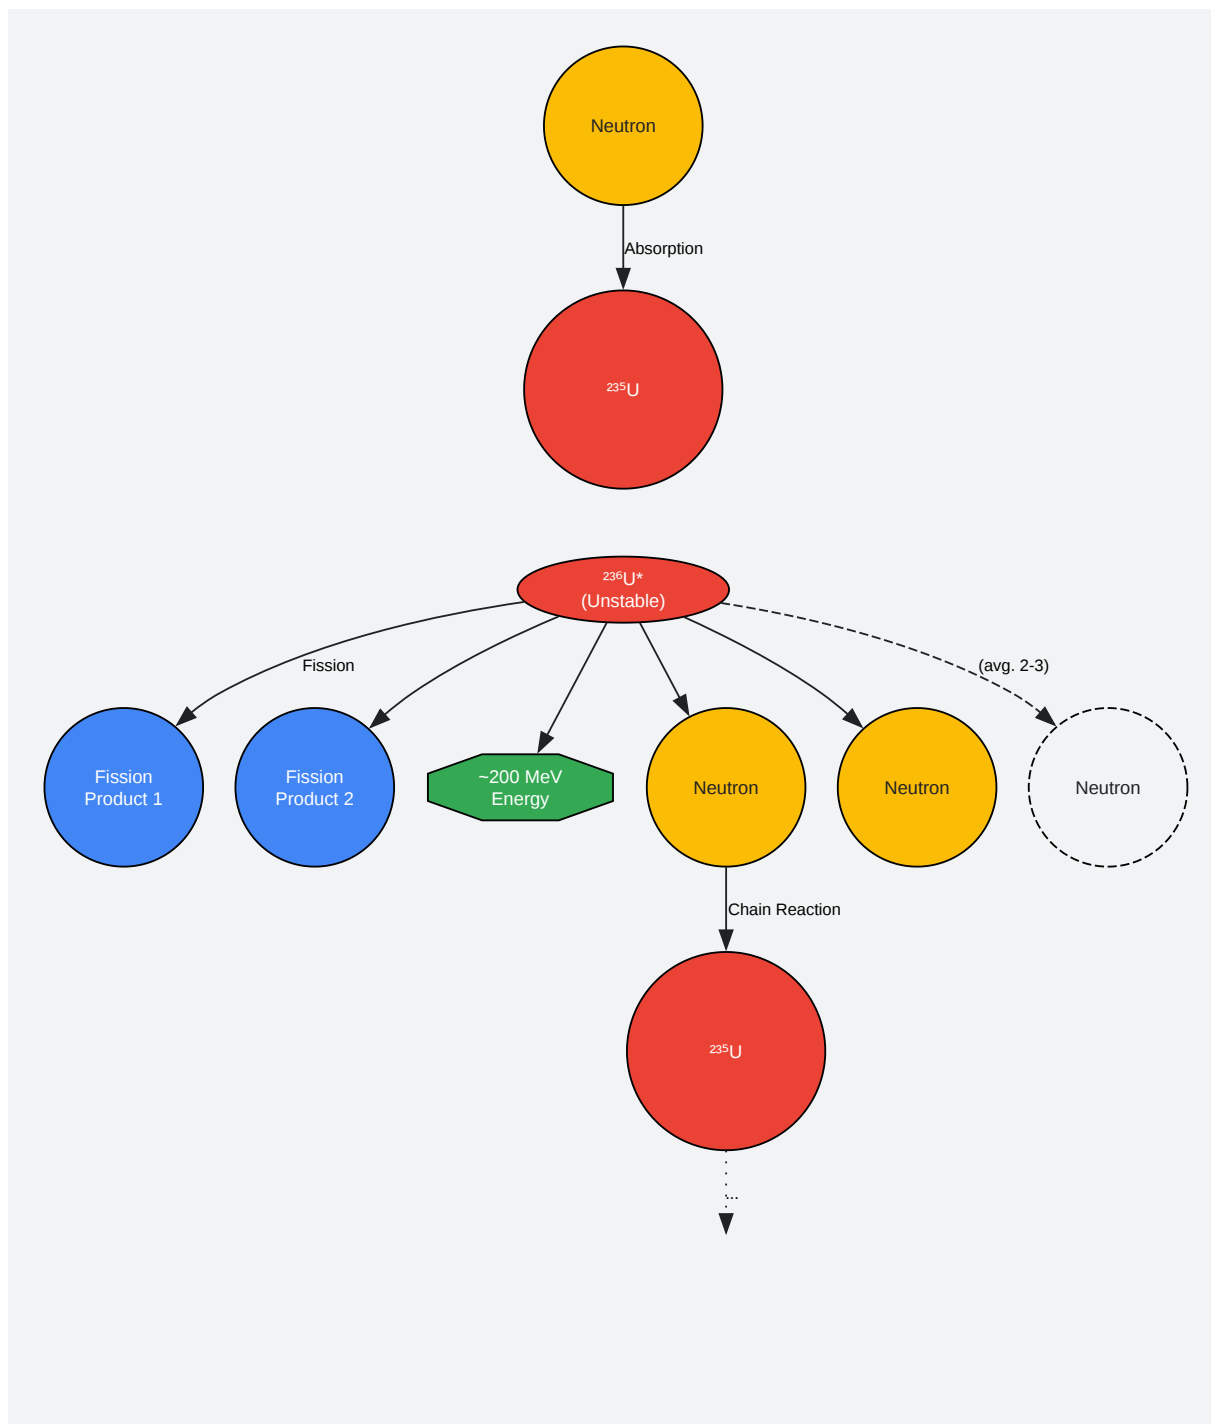 Neutron
Absorption
²³⁵U
²³⁶U*
(Unstable)
Fission
(avg. 2-3)
Fission
Product 1
Fission
Product 2
~200 MeV
Energy
Neutron
Neutron
Neutron
Chain Reaction
²³⁵U
...